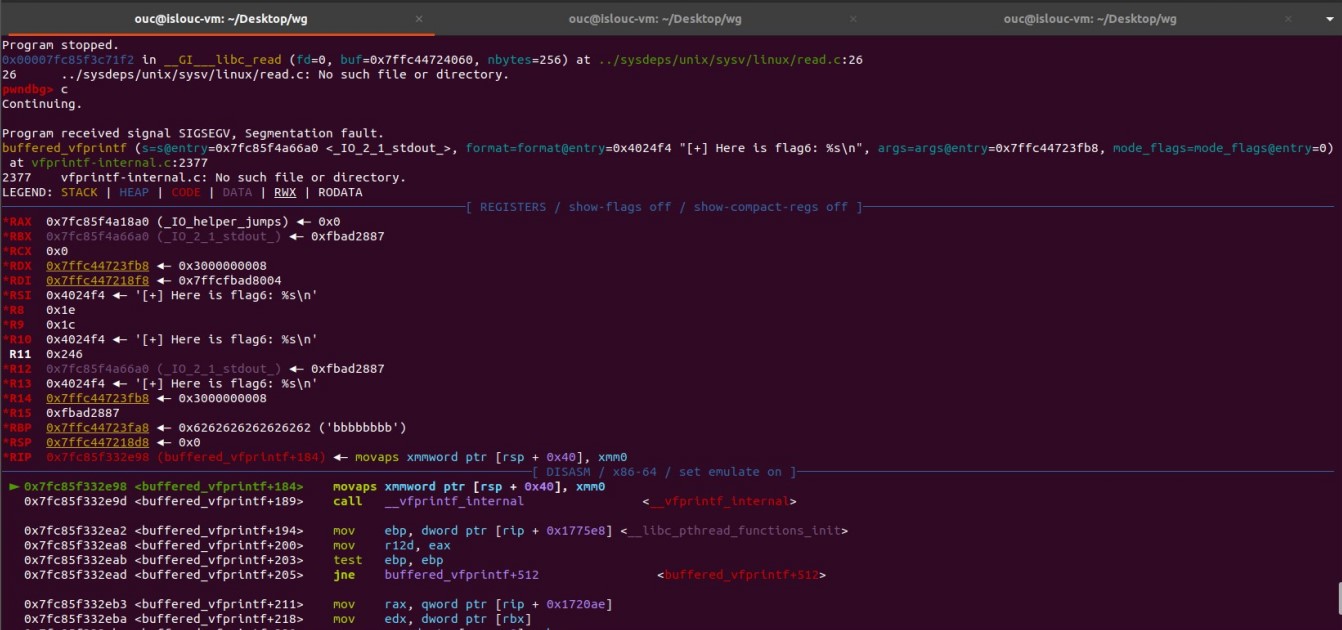 ouc@islouc-vm: ~/Desktop/wg × ouc@islouc-vm: ~/Desktop/wg × ouc@islouc-vm: ~/Desktop/wg ×
Program stopped.
0x00007fc85f3c71f2 in __GI___libc_read (fd=0, buf=0x7ffc44724060, nbytes=256) at ../sysdeps/unix/sysv/linux/read.c:26
26 ../sysdeps/unix/sysv/linux/read.c: No such file or directory.
pwndbg> c
Continuing.
Program received signal SIGSEGV, Segmentation fault.
buffered_vfprintf (s=s@entry=0x7fc85f4a66a0 <_IO_2_1_stdout_>, format=format@entry=0x4024f4 "[+] Here is flag6: %s\n", args=args@entry=0x7ffc44723fb8, mode_flags=mode_flags@entry=0)
at vfprintf-internal.c:2377
2377 vfprintf-internal.c: No such file or directory.
LEGEND: STACK | HEAP | CODE | DATA | RWX | RODATA
[ REGISTERS / show-flags off / show-compact-regs off ]
*RAX 0x7fc85f4a18a0 (_IO_helper_jumps) ◂— 0x0
*RBX 0x7fc85f4a66a0 (_IO_2_1_stdout_) ◂— 0xfbad2887
*RCX 0x0
*RDX 0x7ffc44723fb8 ◂— 0x3000000008
*RDI 0x7ffc447218f8 ◂— 0x7ffcfbad8004
*RSI 0x4024f4 ◂— '[+] Here is flag6: %s\n'
*R8 0x1e
*R9 0x1c
*R10 0x4024f4 ◂— '[+] Here is flag6: %s\n'
R11 0x246
*R12 0x7fc85f4a66a0 (_IO_2_1_stdout_) ◂— 0xfbad2887
*R13 0x4024f4 ◂— '[+] Here is flag6: %s\n'
*R14 0x7ffc44723fb8 ◂— 0x3000000008
*R15 0xfbad2887
*RBP 0x7ffc44723fa8 ◂— 0x6262626262626262 ('bbbbbbbb')
*RSP 0x7ffc447218d8 ◂— 0x0
*RIP 0x7fc85f332e98 (buffered_vfprintf+184) ◂— movaps xmmword ptr [rsp + 0x40], xmm0
[ DISASM / x86-64 / set emulate on ]
► 0x7fc85f332e98 <buffered_vfprintf+184> movaps xmmword ptr [rsp + 0x40], xmm0
0x7fc85f332e9d <buffered_vfprintf+189> call __vfprintf_internal <__vfprintf_internal>
0x7fc85f332ea2 <buffered_vfprintf+194> mov ebp, dword ptr [rip + 0x1775e8] <__libc_pthread_functions_init>
0x7fc85f332ea8 <buffered_vfprintf+200> mov r12d, eax
0x7fc85f332eab <buffered_vfprintf+203> test ebp, ebp
0x7fc85f332ead <buffered_vfprintf+205> jne buffered_vfprintf+512 <buffered_vfprintf+512>
0x7fc85f332eb3 <buffered_vfprintf+211> mov rax, qword ptr [rip + 0x1720ae]
0x7fc85f332eba <buffered_vfprintf+218> mov edx, dword ptr [rbx]